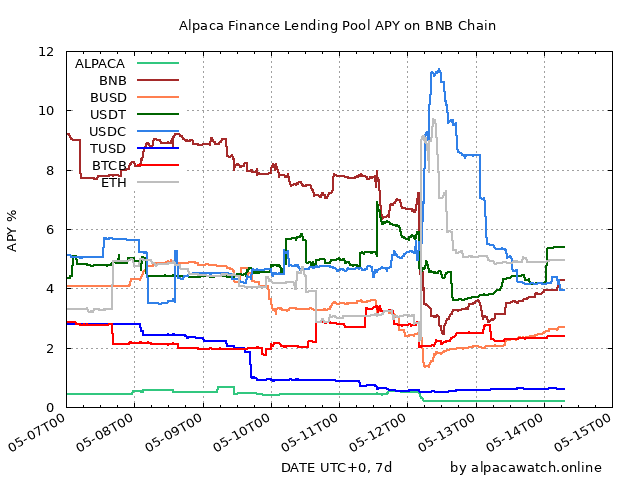 Alpaca Finance Lending Pool APY on BNB Chain
12
10
8
6
4
2
0
APY %
ALPACA
BNB
BUSD
USDT
USDC
TUSD
BTCB
ETH
05-07T00
05-08T00
05-09T00
05-10T00
05-11T00
05-12T00
05-13T00
05-14T00
05-15T00
DATE UTC+0, 7d
by alpacawatch.online